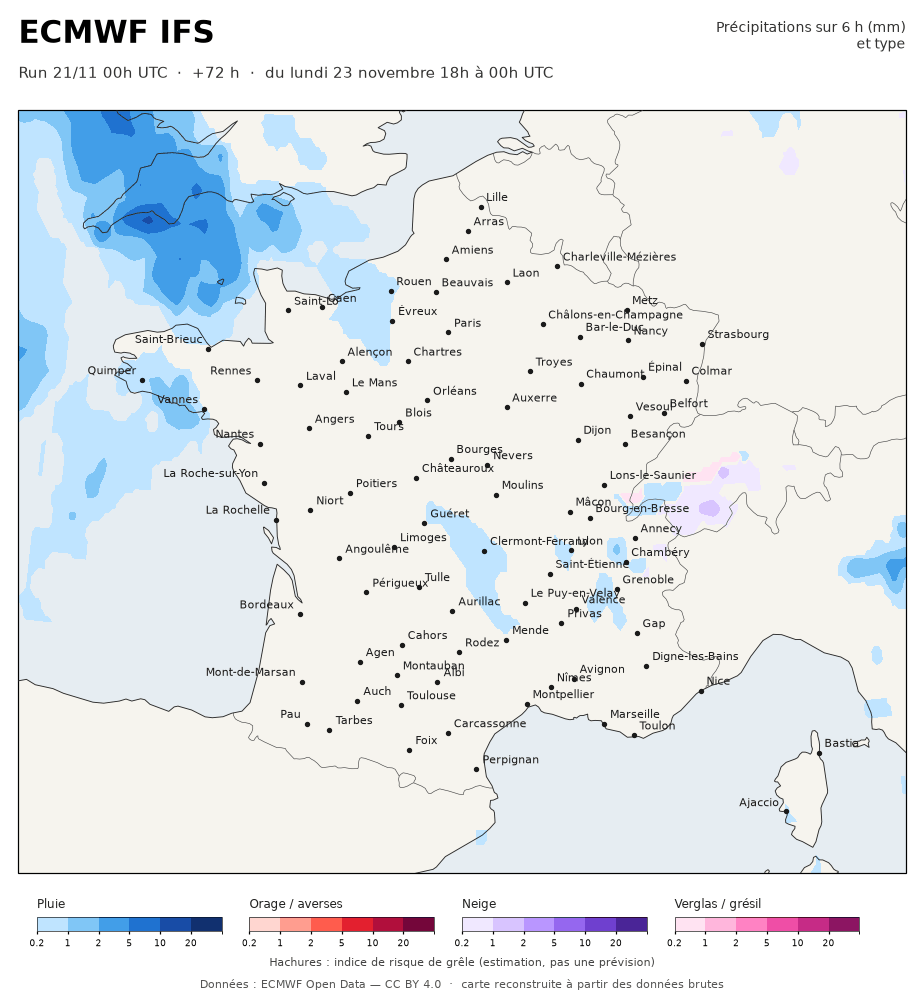 ECMWF IFS
Précipitations sur 6 h (mm)
et type
Run 21/11 00h UTC · +72 h · du lundi 23 novembre 18h à 00h UTC
Lille
Arras
Amiens
Charleville-Mézières
Laon
Rouen
Beauvais
Saint-Lô
Caen
Metz
Évreux
Châlons-en-Champagne
Paris
Bar-le-Duc
Nancy
Strasbourg
Saint-Brieuc
Alençon
Chartres
Troyes
Épinal
Quimper
Rennes
Laval
Le Mans
Chaumont
Colmar
Vannes
Orléans
Auxerre
Vesoul
Belfort
Angers
Blois
Tours
Nantes
Dijon
Besançon
Bourges
Nevers
La Roche-sur-Yon
Châteauroux
Lons-le-Saunier
Poitiers
Moulins
Niort
Mâcon
La Rochelle
Guéret
Bourg-en-Bresse
Limoges
Clermont-Ferrand
Lyon
Annecy
Angoulême
Chambéry
Saint-Étienne
Périgueux
Tulle
Grenoble
Le Puy-en-Velay
Valence
Bordeaux
Aurillac
Privas
Cahors
Rodez
Mende
Gap
Agen
Digne-les-Bains
Mont-de-Marsan
Montauban
Albi
Nîmes
Avignon
Nice
Auch
Toulouse
Montpellier
Pau
Tarbes
Carcassonne
Marseille
Toulon
Foix
Bastia
Perpignan
Ajaccio
Pluie
Orage / averses
Neige
Verglas / grésil
0.2 1 2 5 10 20
0.2 1 2 5 10 20
0.2 1 2 5 10 20
0.2 1 2 5 10 20
Hachures : indice de risque de grêle (estimation, pas une prévision)
Données : ECMWF Open Data — CC BY 4.0 · carte reconstruite à partir des données brutes